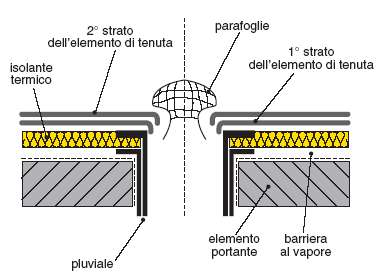 2° strato
dell'elemento di tenuta
parafoglie
1° strato
dell'elemento di tenuta
isolante
termico
pluviale
elemento
portante
barriera
al vapore